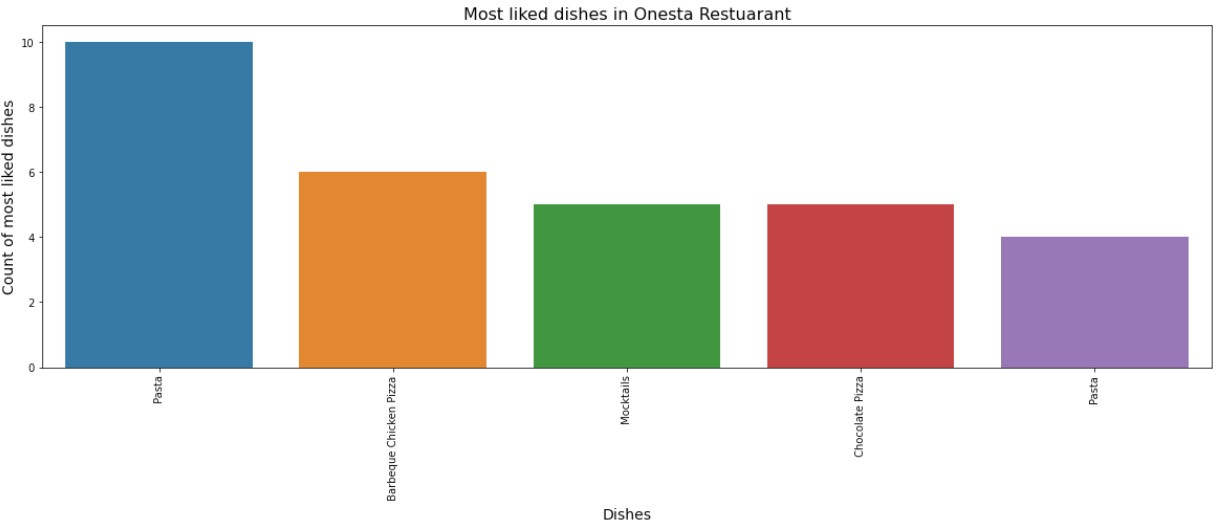 Most liked dishes in Onesta Restuarant
Count of most liked dishes
10
8
6
4
2
0
Pasta
Barbeque Chicken Pizza
Mocktails
Chocolate Pizza
Pasta
Dishes